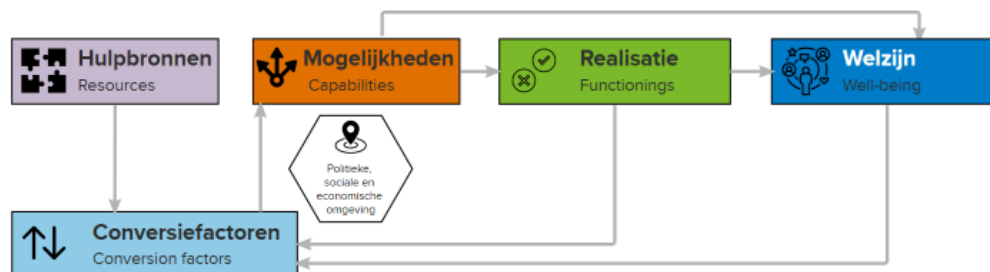 Hulpbronnen
Resources
Mogelijkheden
Capabilities
Realisatie
Functionings
Welzijn
Well-being
Politieke,
sociale en
economische
omgeving
Conversiefactoren
Conversion factors